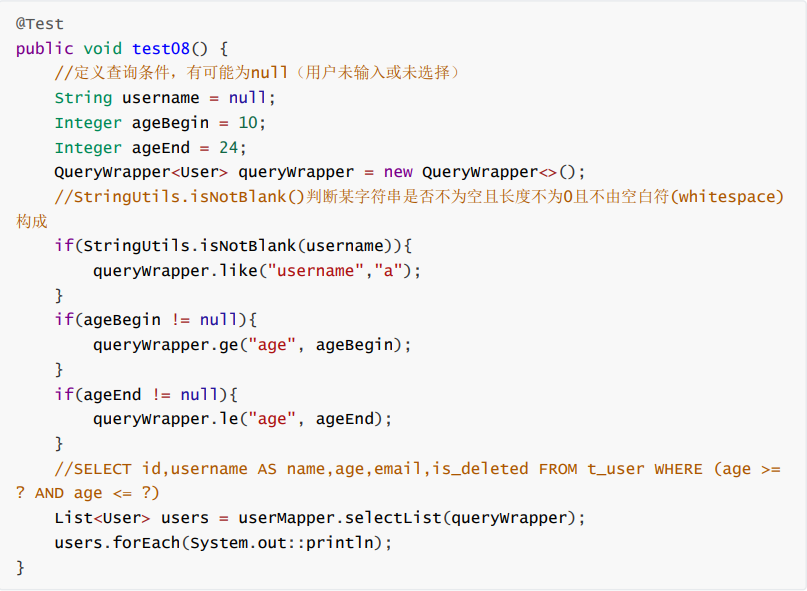 @Test
public void test08() {
    //定义查询条件，有可能为null（用户未输入或未选择）
    String username = null;
    Integer ageBegin = 10;
    Integer ageEnd = 24;
    QueryWrapper<User> queryWrapper = new QueryWrapper<>();
    //StringUtils.isNotBlank()判断某字符串是否不为空且长度不为0且不由空白符(whitespace)
构成
    if(StringUtils.isNotBlank(username)){
        queryWrapper.like("username","a");
    }
    if(ageBegin != null){
        queryWrapper.ge("age", ageBegin);
    }
    if(ageEnd != null){
        queryWrapper.le("age", ageEnd);
    }
    //SELECT id,username AS name,age,email,is_deleted FROM t_user WHERE (age >=
? AND age <= ?)
    List<User> users = userMapper.selectList(queryWrapper);
    users.forEach(System.out::println);
}